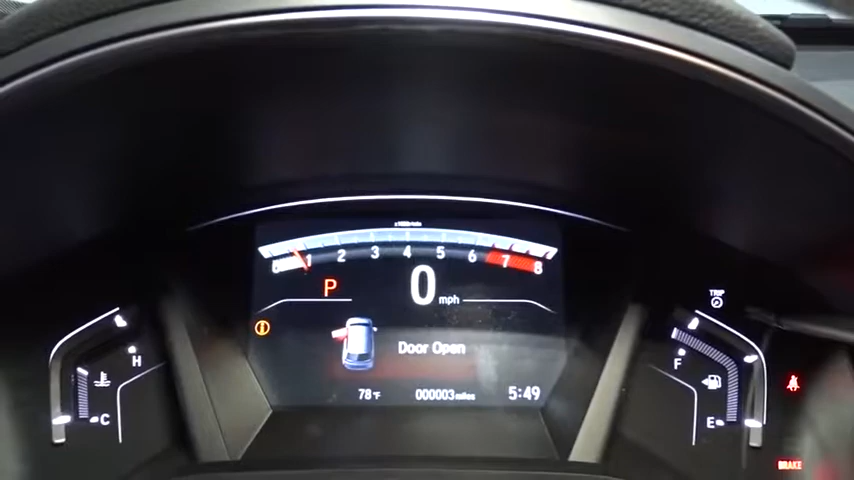 0 1 2 3 4 5 6 7 8
P
0 mph
TRIP
H
F
Door Open
C
E
78°F
000003 miles
5:49
BRAKE